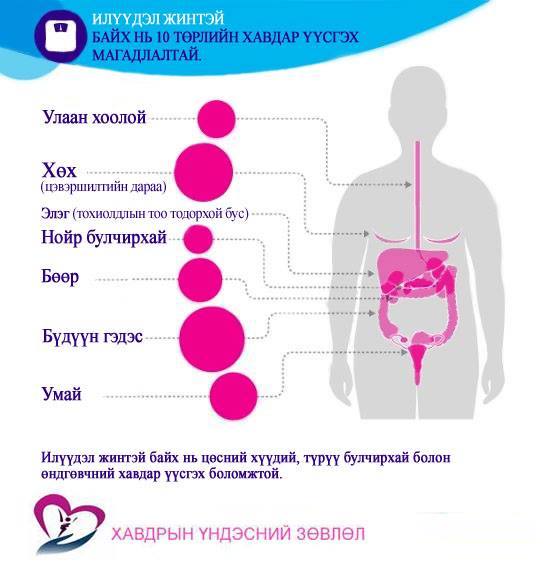 ИЛҮҮДЭЛ ЖИНТЭЙ
БАЙХ НЬ 10 ТӨРЛИЙН ХАВДАР ҮҮСГЭХ
МАГАДЛАЛТАЙ.
Улаан хоолой
Хөх
(цэвэршилтийн дараа)
Элэг (тохиолдлын тоо тодорхой бус)
Нойр булчирхай
Бөөр
Бүдүүн гэдэс
Умай
Илүүдэл жинтэй байх нь цөсний хүүдий, түрүү булчирхай болон
өндгөвчний хавдар үүсгэх боломжтой.
ХАВДРЫН ҮНДЭСНИЙ ЗӨВЛӨЛ